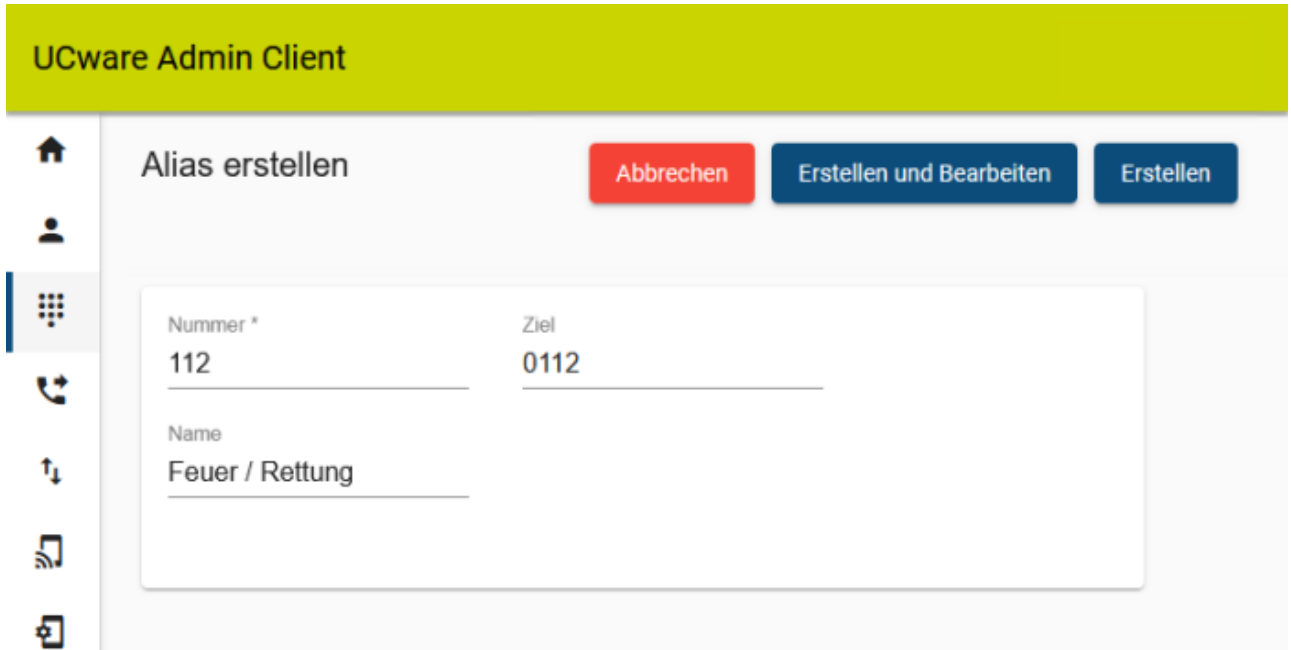 UCware Admin Client
Alias erstellen
Abbrechen
Erstellen und Bearbeiten
Erstellen
Nummer *
Ziel
112
0112
Name
Feuer / Rettung